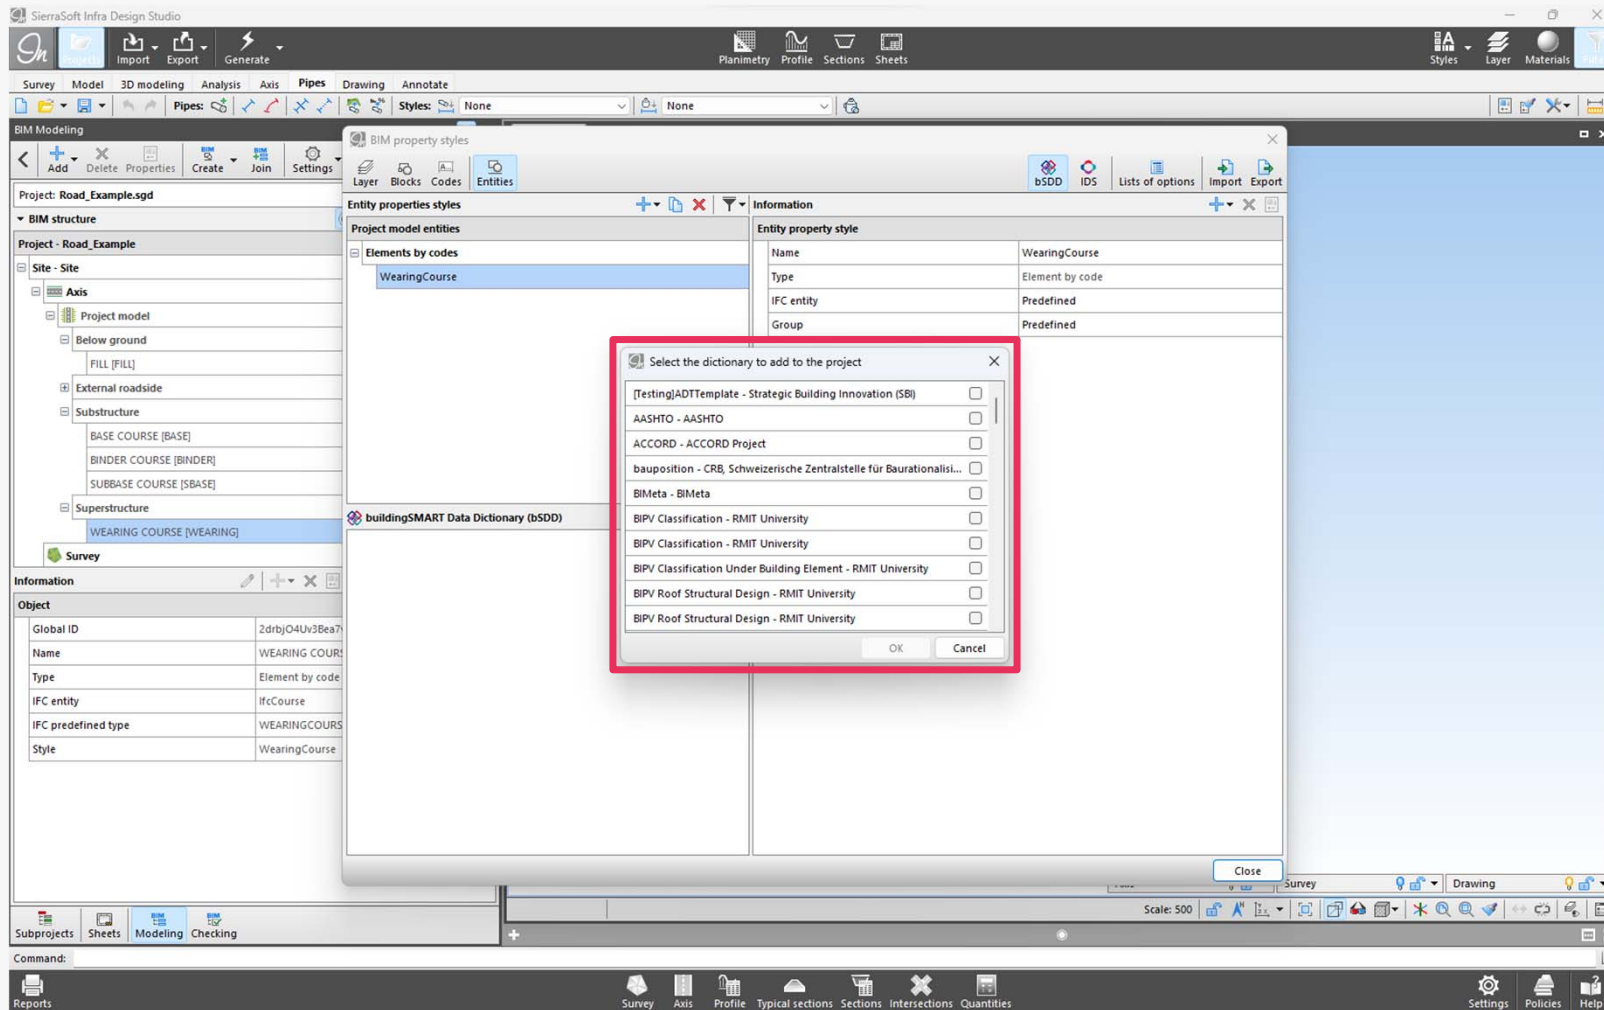 SierraSoft Infra Design Studio
Import
Export
Generate
Planimetry
Profile
Sections
Sheets
Styles
Layer
Materials
Survey
Model
3D modeling
Analysis
Axis
Pipes
Drawing
Annotate
Pipes:
Styles:
None
None
BIM Modeling
Add
Delete
Properties
Create
Join
Settings
Project: Road_Example.sgd
BIM structure
Project - Road_Example
Site - Site
Axis
Project model
Below ground
FILL [FILL]
External roadside
Substructure
BASE COURSE [BASE]
BINDER COURSE [BINDER]
SUBBASE COURSE [SBASE]
Superstructure
WEARING COURSE [WEARING]
Survey
Information
Object
Global ID
2drbjO4Uv3Bea7
Name
WEARING COURS
Type
Element by code
IFC entity
IfcCourse
IFC predefined type
WEARINGCOURS
Style
WearingCourse
Subprojects
Sheets
Modeling
Checking
BIM property styles
Layer
Blocks
Codes
Entities
bSDD
IDS
Lists of options
Import
Export
Entity properties styles
Information
Project model entities
Elements by codes
WearingCourse
Entity property style
Name
WearingCourse
Type
Element by code
IFC entity
Predefined
Group
Predefined
buildingSMART Data Dictionary (bSDD)
Select the dictionary to add to the project
[Testing]ADTTemplate - Strategic Building Innovation (SBI)
AASHTO - AASHTO
ACCORD - ACCORD Project
bauposition - CRB, Schweizerische Zentralstelle für Baurationalisi...
BIMeta - BIMeta
BIPV Classification - RMIT University
BIPV Classification - RMIT University
BIPV Classification Under Building Element - RMIT University
BIPV Roof Structural Design - RMIT University
BIPV Roof Structural Design - RMIT University
OK
Cancel
Close
Survey
Drawing
Scale: 500
Command:
Reports
Survey
Axis
Profile
Typical sections
Sections
Intersections
Quantities
Settings
Policies
Help